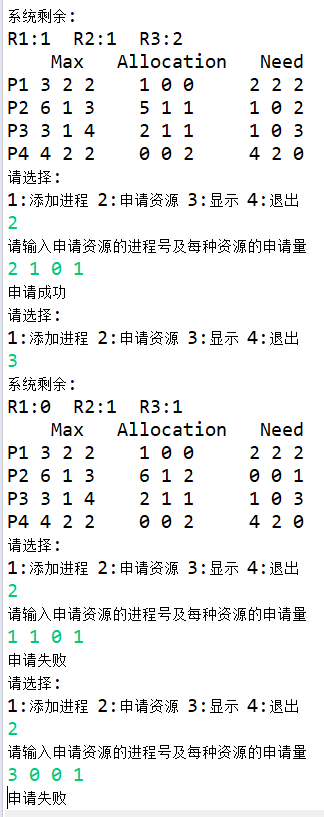 系统剩余:
R1:1 R2:1 R3:2
Max Allocation Need
P1 3 2 2 1 0 0 2 2 2
P2 6 1 3 5 1 1 1 0 2
P3 3 1 4 2 1 1 1 0 3
P4 4 2 2 0 0 2 4 2 0
请选择:
1:添加进程 2:申请资源 3:显示 4:退出
2
请输入申请资源的进程号及每种资源的申请量
2 1 0 1
申请成功
请选择:
1:添加进程 2:申请资源 3:显示 4:退出
3
系统剩余:
R1:0 R2:1 R3:1
Max Allocation Need
P1 3 2 2 1 0 0 2 2 2
P2 6 1 3 6 1 2 0 0 1
P3 3 1 4 2 1 1 1 0 3
P4 4 2 2 0 0 2 4 2 0
请选择:
1:添加进程 2:申请资源 3:显示 4:退出
2
请输入申请资源的进程号及每种资源的申请量
1 1 0 1
申请失败
请选择:
1:添加进程 2:申请资源 3:显示 4:退出
2
请输入申请资源的进程号及每种资源的申请量
3 0 0 1
申请失败